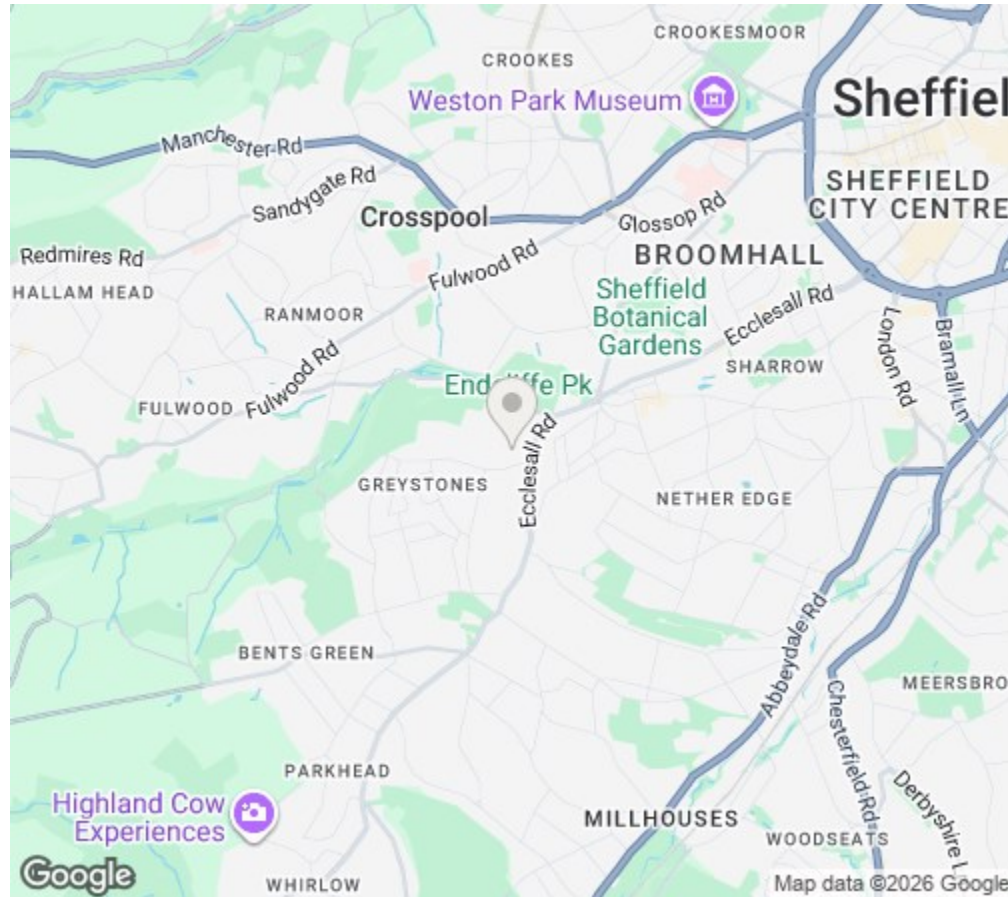 CROOKESMOOR
CROOKES
Weston Park Museum
Sheffiel
Manchester Rd
Sandygate Rd
SHEFFIELD
CITY CENTRE
Crosspool
Glossop Rd
Redmires Rd
Fulwood Rd
BROOMHALL
HALLAM HEAD
RANMOOR
Sheffield
Botanical
Gardens
Ecclesall Rd
London Rd
Bramall Ln
SHARROW
Fulwood Rd
FULWOOD
Endcliffe Pk
Ecclesall Rd
GREYSTONES
NETHER EDGE
BENTS GREEN
Abbeydale Rd
MEERSBRO
Chesterfield Rd
PARKHEAD
Highland Cow
Experiences
MILLHOUSES
Derbyshire L
WOODSEATS
Google
WHIRLOW
Map data ©2026 Google